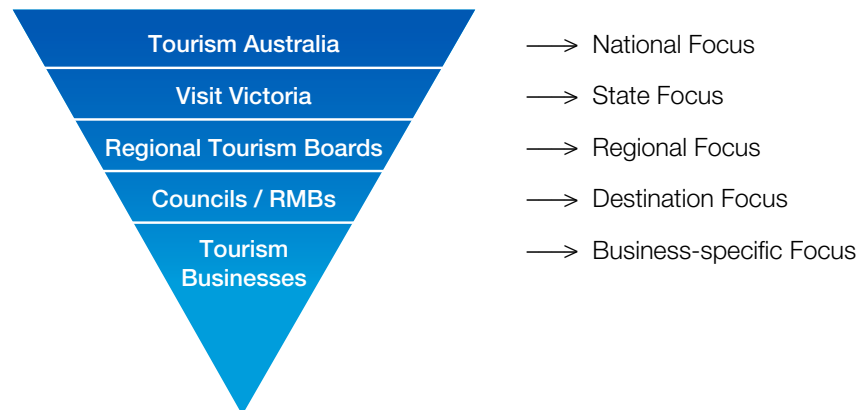 Tourism Australia
National Focus
Visit Victoria
State Focus
Regional Tourism Boards
Regional Focus
Councils / RMBs
Destination Focus
Tourism
Businesses
Business-specific Focus